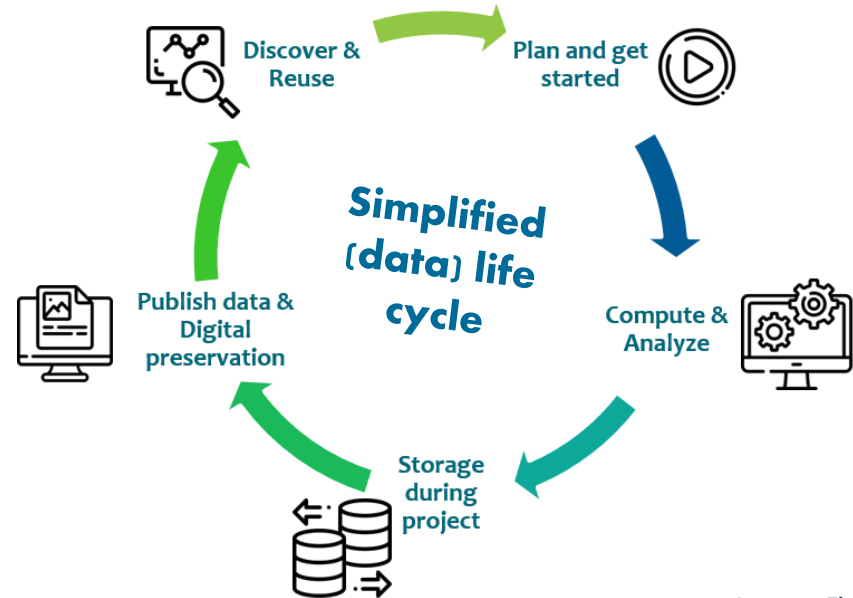 Discover &
Reuse
Plan and get
started
Simplified
(data) life
cycle
Publish data &
Digital
preservation
Compute &
Analyze
Storage
during
project